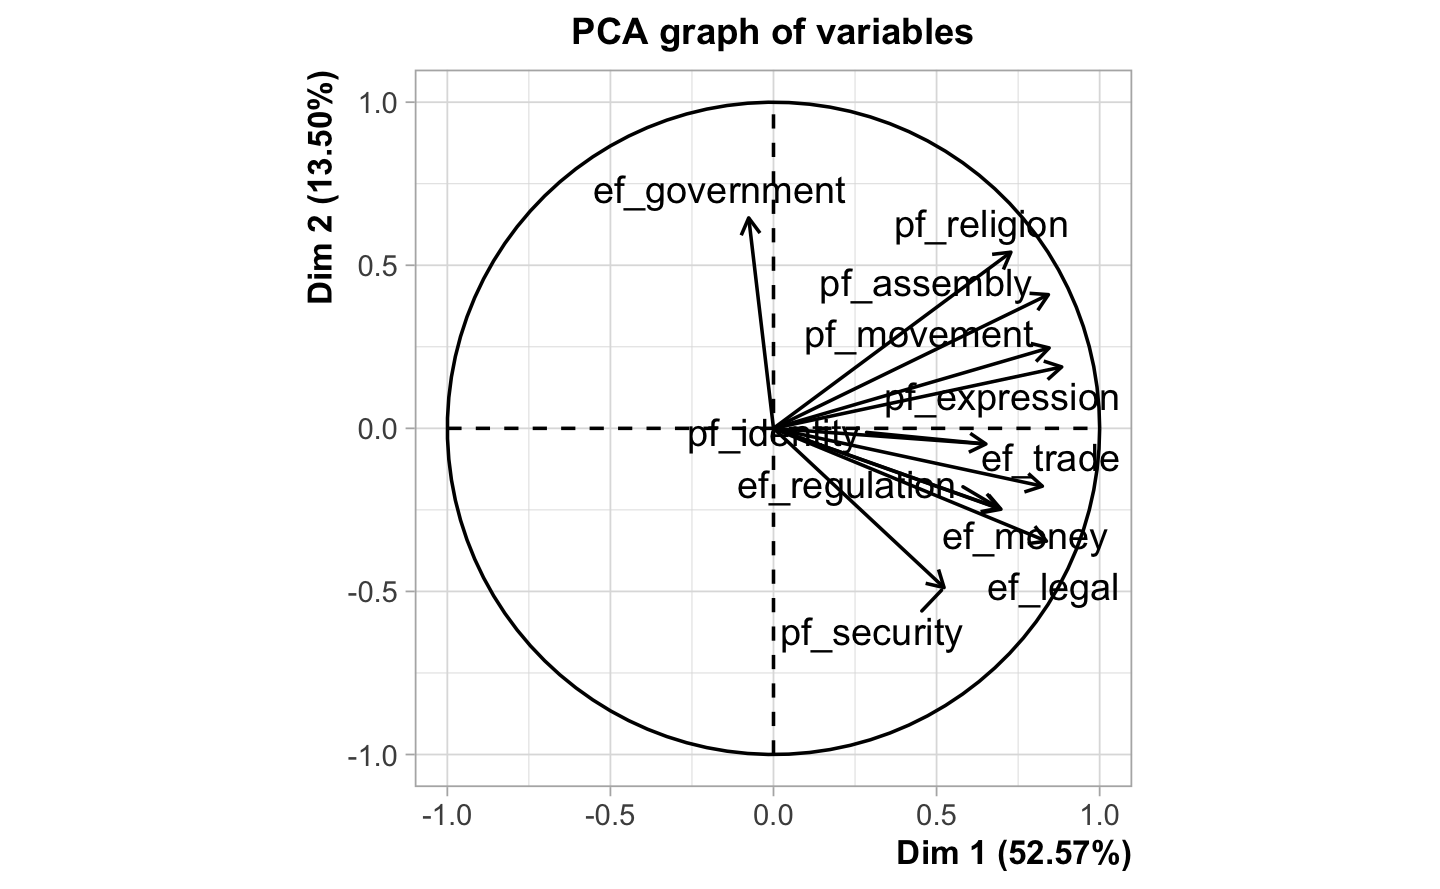 PCA graph of variables
Dim 2 (13.50%)
1.0
0.5
0.0
-0.5
-1.0
ef_government
pf_religion
pf_assembly
pf_movement
pf_expression
pf_identity
ef_trade
ef_regulation
ef_money
ef_legal
pf_security
-1.0
-0.5
0.0
0.5
1.0
Dim 1 (52.57%)